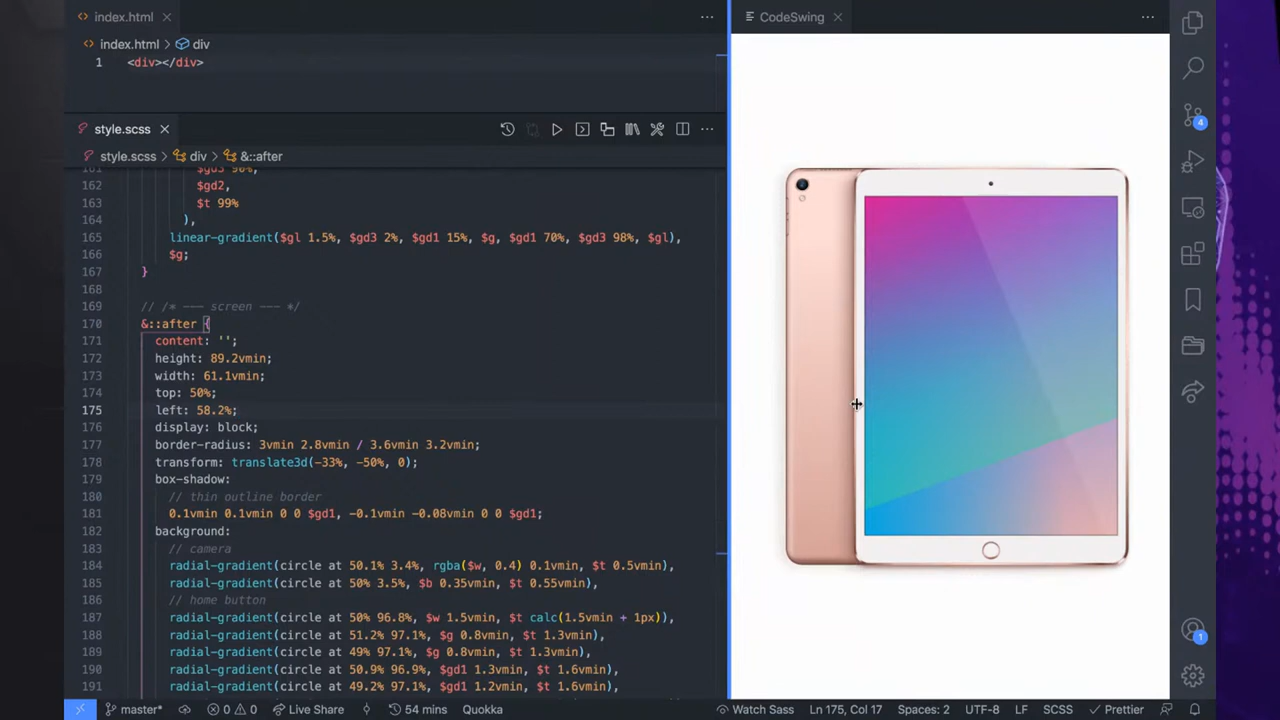 index.html
index.html > div
1 <div></div>
style.scss
style.scss > div > &::after
161 $gd3 90%,
162 $gd2,
163 $t 99%
164 ),
165 linear-gradient($gl 1.5%, $gd3 2%, $gd1 15%, $g, $gd1 70%, $gd3 98%, $gl),
166 $g;
167 }
168
169 // /* --- screen --- */
170 &::after {
171 content: '';
172 height: 89.2vmin;
173 width: 61.1vmin;
174 top: 50%;
175 left: 58.2%;
176 display: block;
177 border-radius: 3vmin 2.8vmin / 3.6vmin 3.2vmin;
178 transform: translate3d(-33%, -50%, 0);
179 box-shadow:
180 // thin outline border
181 0.1vmin 0.1vmin 0 0 $gd1, -0.1vmin -0.08vmin 0 0 $gd1;
182 background:
183 // camera
184 radial-gradient(circle at 50.1% 3.4%, rgba($w, 0.4) 0.1vmin, $t 0.5vmin),
185 radial-gradient(circle at 50% 3.5%, $b 0.35vmin, $t 0.55vmin),
186 // home button
187 radial-gradient(circle at 50% 96.8%, $w 1.5vmin, $t calc(1.5vmin + 1px)),
188 radial-gradient(circle at 51.2% 97.1%, $g 0.8vmin, $t 1.3vmin),
189 radial-gradient(circle at 49% 97.1%, $g 0.8vmin, $t 1.3vmin),
190 radial-gradient(circle at 50.9% 96.9%, $gd1 1.3vmin, $t 1.6vmin),
191 radial-gradient(circle at 49.2% 97.1%, $gd1 1.2vmin, $t 1.6vmin),
CodeSwing
4
1
master* 0 0 Live Share 54 mins Quokka Watch Sass Ln 175, Col 17 Spaces: 2 UTF-8 LF SCSS Prettier